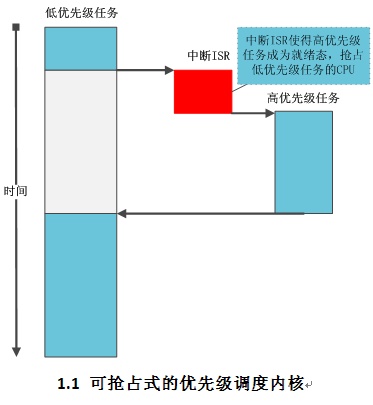 低优先级任务
中断ISR
中断ISR使得高优先级
任务成为就绪态，抢占
低优先级任务的CPU
高优先级任务
时间
1.1 可抢占式的优先级调度内核